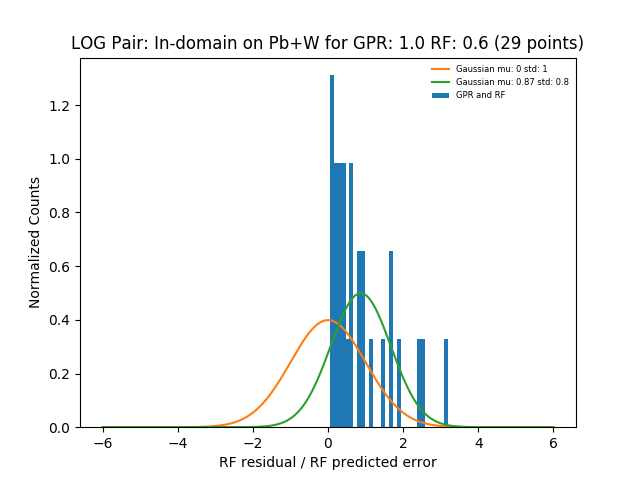 LOG Pair: In-domain on Pb+W for GPR: 1.0 RF: 0.6 (29 points)
Gaussian mu: 0 std: 1
Gaussian mu: 0.87 std: 0.8
GPR and RF
Normalized Counts
1.2
1.0
0.8
0.6
0.4
0.2
0.0
−6 −4 −2 0 2 4 6
RF residual / RF predicted error